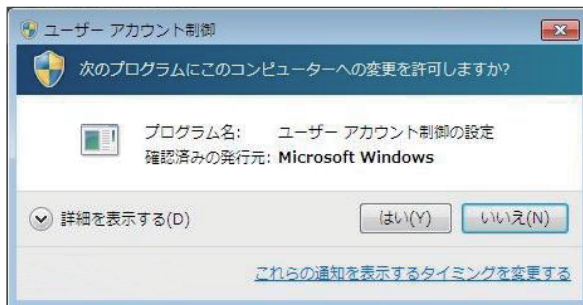 ユーザー アカウント制御
次のプログラムにこのコンピューターへの変更を許可しますか?
プログラム名: ユーザー アカウント制御の設定
確認済みの発行元: Microsoft Windows
詳細を表示する(D) はい(Y) いいえ(N)
これらの通知を表示するタイミングを変更する